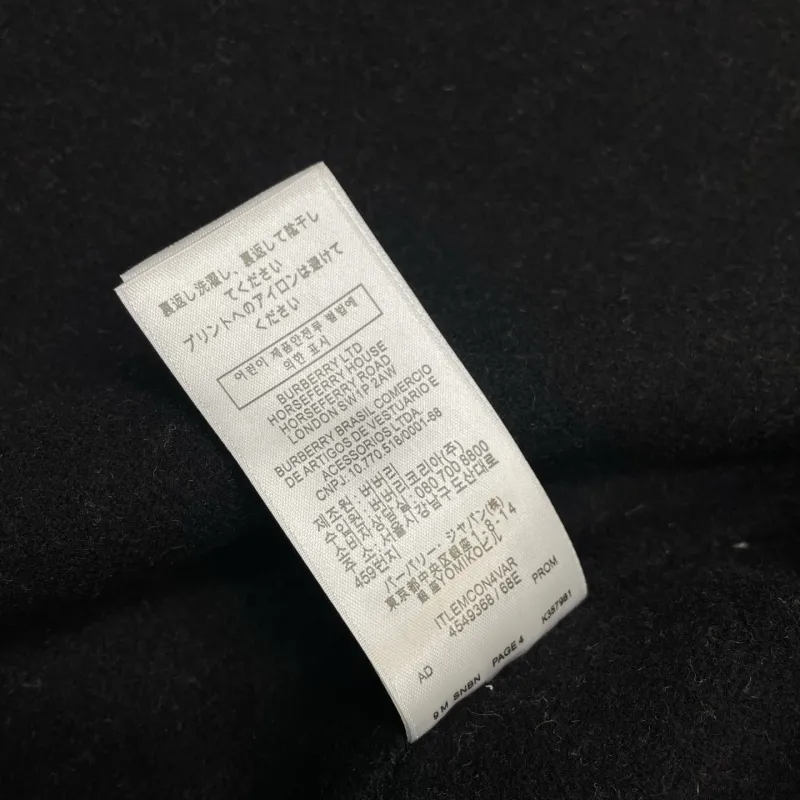 裏返し洗濯し、裏返して陰干し
てください
プリントへのアイロンは避けて
ください
어린이 제품안전특별법에
의한 표시
BURBERRY LTD
HORSEFERRY HOUSE
HORSEFERRY ROAD
LONDON SW1P 2AW
BURBERRY BRASIL COMERCIO
DE ARTIGOS DE VESTUARIO E
ACESSORIOS LTDA.
CNPJ-10.770.518/0001-68
제조원: 버버리
수입원: 버버리코리아(주)
소비자상담실: 080 700 8800
주소:서울시 강남구 도산대로
459번지
バーバリー・ジャパン(株)
東京都中央区銀座1-8-14
銀座YOMIKOビル
ITLEMCON4VAR
4549368 / 68E PROM
AD
9 M SNBN PAGE 4 K387981